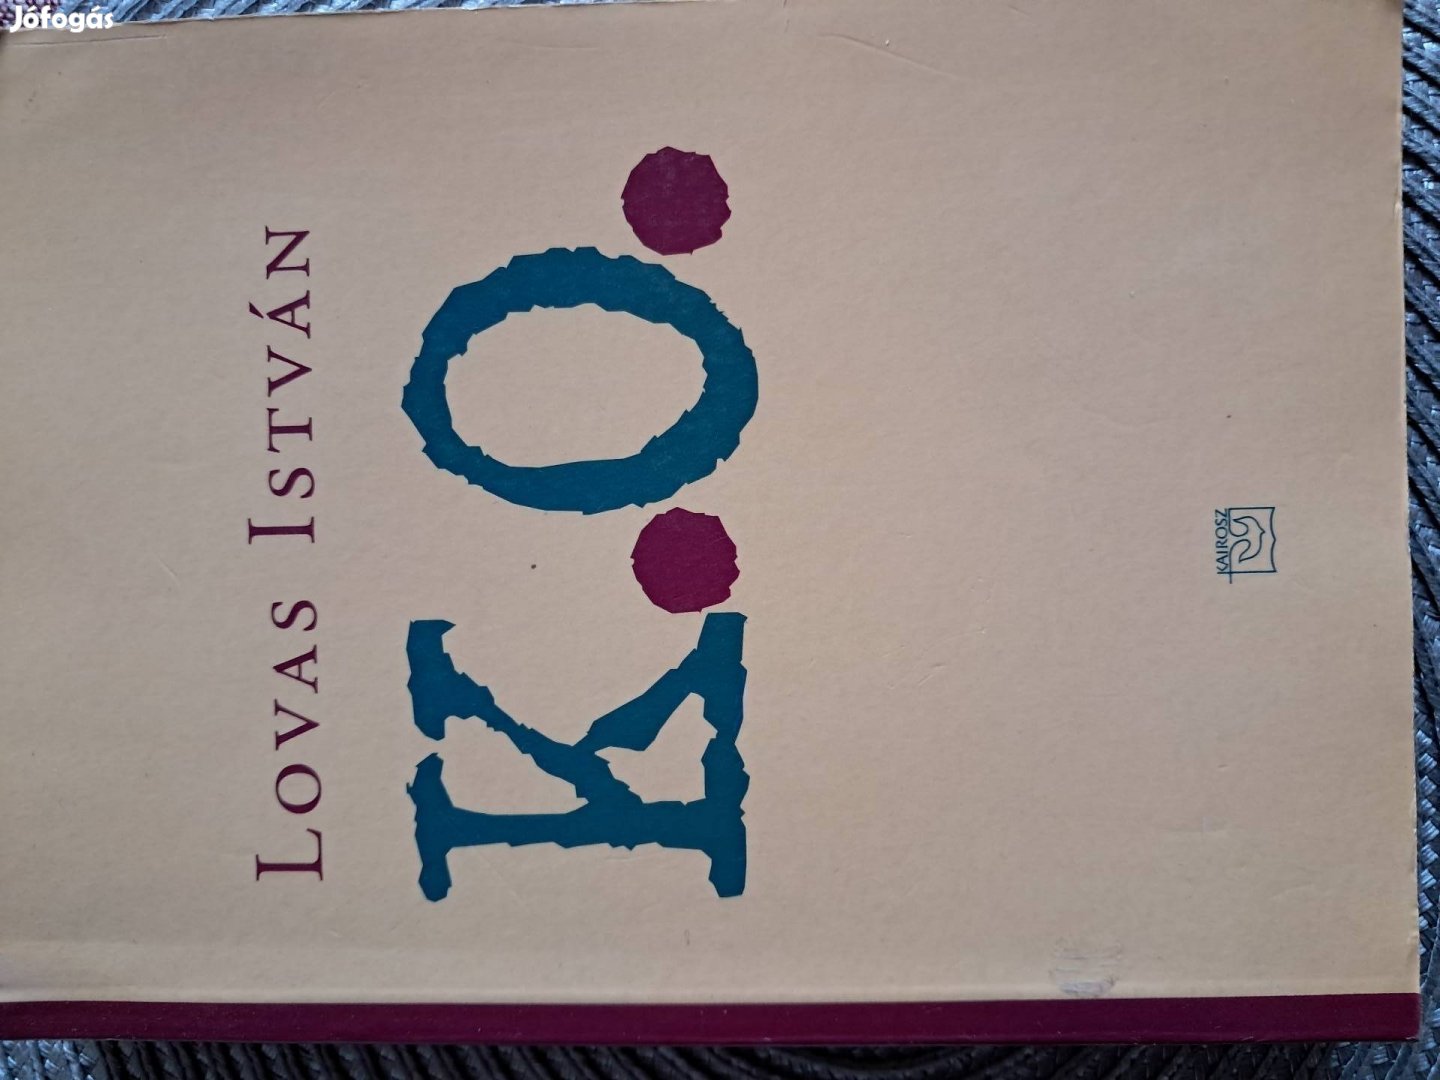 Jófogás
LOVAS ISTVÁN
K.O.
KAIROSZ